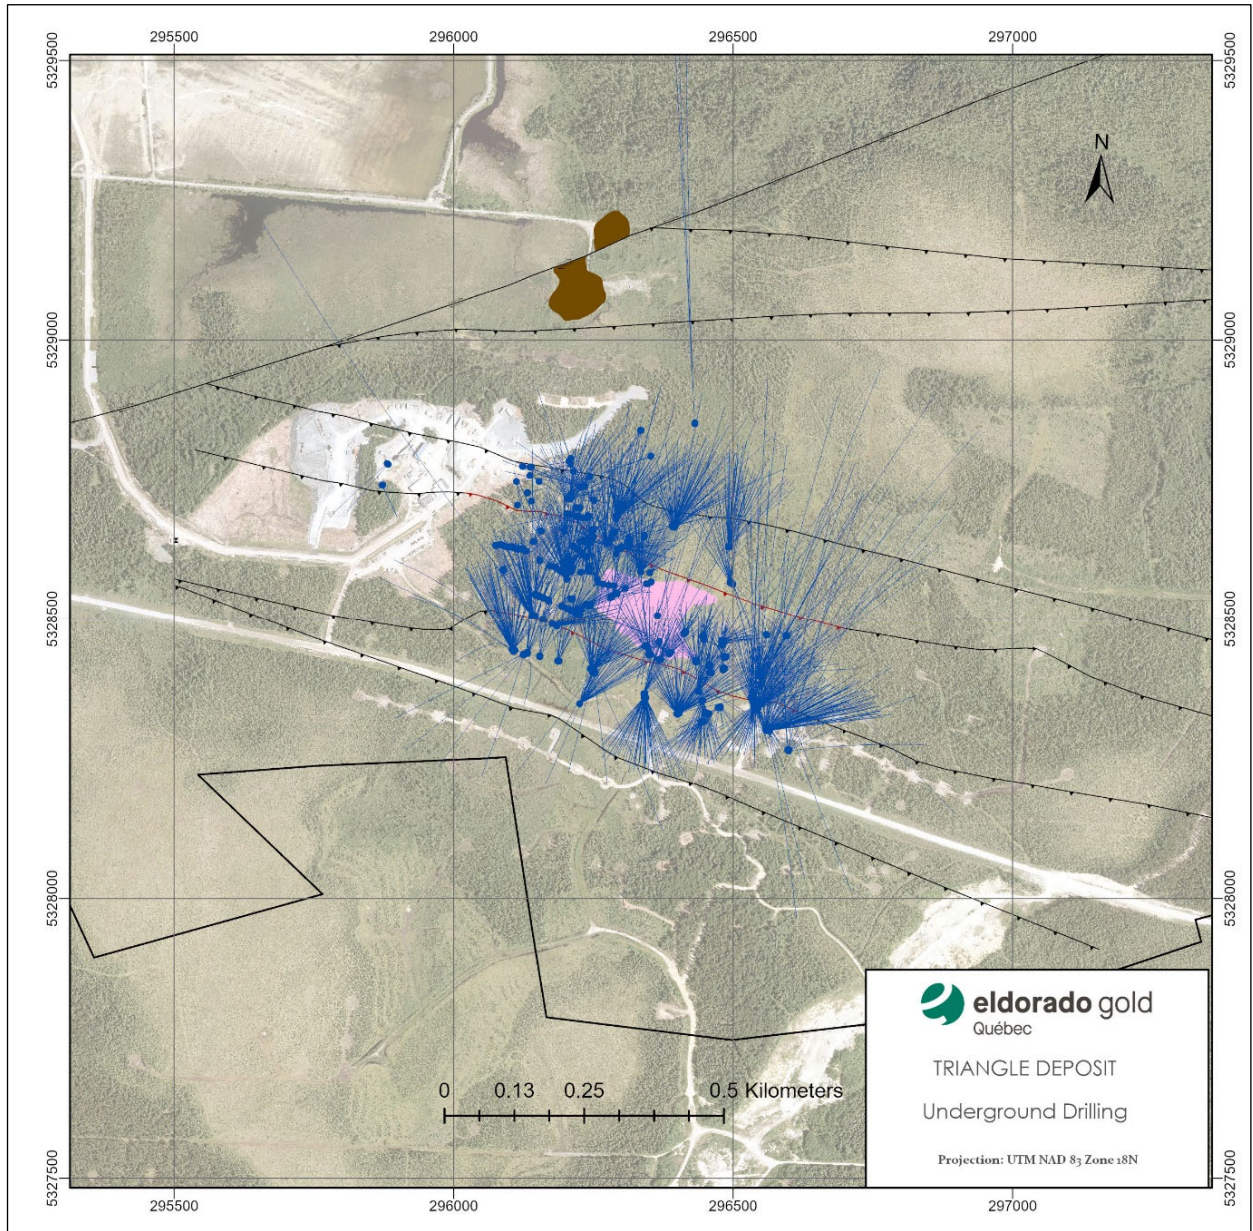 295500 296000 296500 297000
5329500 5329500
N
5329000 5329000
5328500 5328500
5328000 5328000
eldorado gold
Québec
TRIANGLE DEPOSIT
0 0.13 0.25 0.5 Kilometers
Underground Drilling
Projection: UTM NAD 83 Zone 18N
5327500 5327500
295500 296000 296500 297000